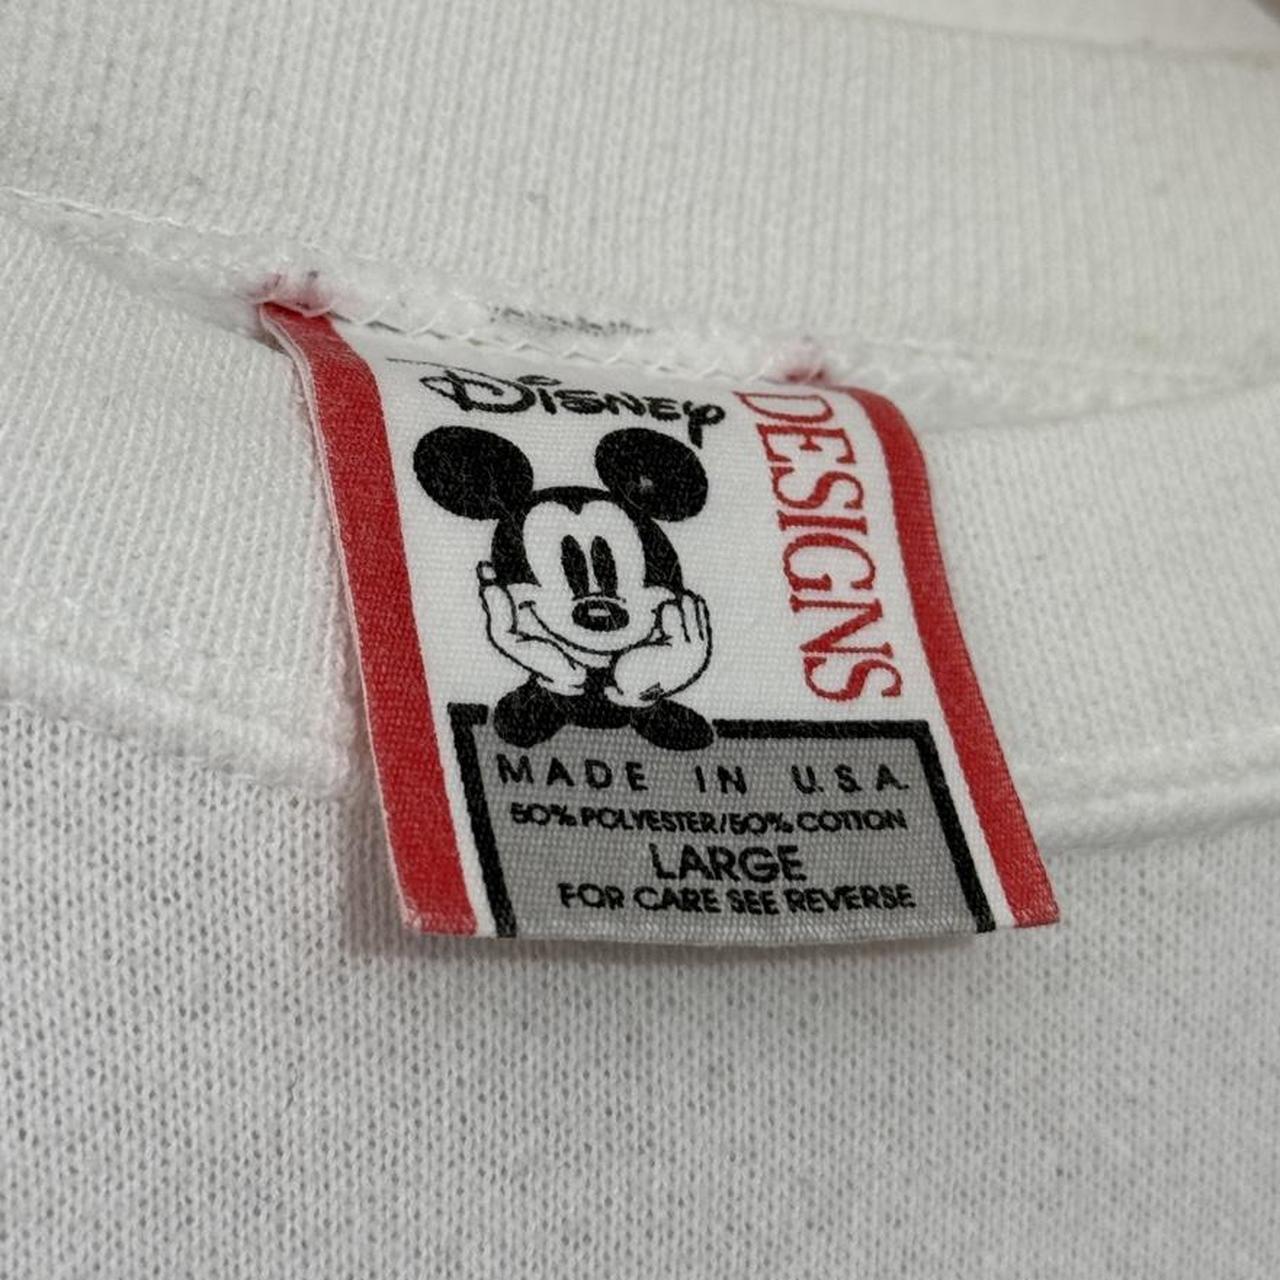 Disney
DESIGNS
MADE IN U.S.A.
50% POLYESTER/50% COTTON
LARGE
FOR CARE SEE REVERSE